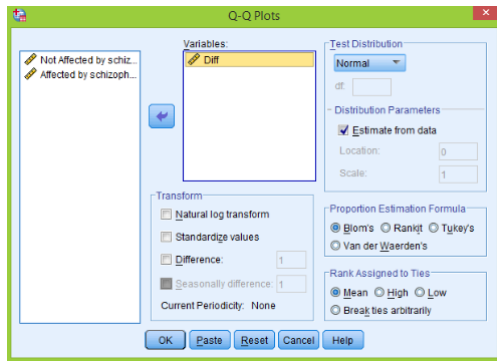 Q-Q Plots
Not Affected by schiz...
Affected by schizoph...
Variables:
Diff
Transform
Natural log transform
Standardize values
Difference: 1
Seasonally difference: 1
Current Periodicity: None
Test Distribution
Normal
df:
Distribution Parameters
Estimate from data
Location: 0
Scale: 1
Proportion Estimation Formula
Blom's Rankit Tukey's
Van der Waerden's
Rank Assigned to Ties
Mean High Low
Break ties arbitrarily
OK Paste Reset Cancel Help